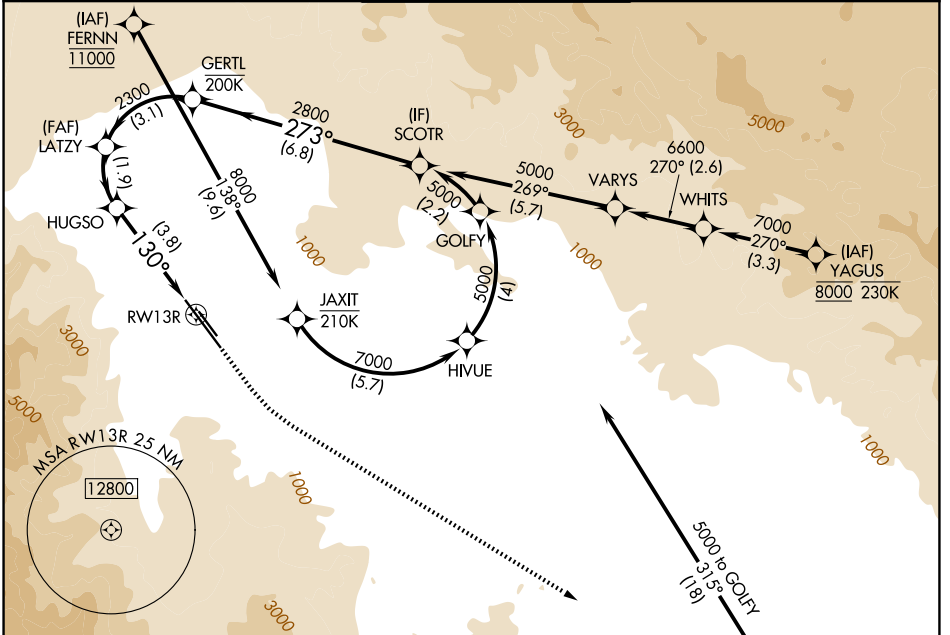 (IAF)
FERNN
11000
GERTL
200K
2300
(3.1)
(FAF)
LATZY
(1.9)
HUGSO
(3.8)
130°
RW13R
8000
138°
(9.6)
2800
273°
(6.8)
(IF)
SCOTR
3000
5000
5000
269°
(5.7)
VARYS
6600
270° (2.6)
WHITS
7000
270°
(3.3)
(IAF)
YAGUS
8000 230K
5000
(2.2)
GOLFY
1000
1000
JAXIT
210K
5000
(4)
7000
(5.7)
HIVUE
3000
5000
MSA RW13R 25 NM
12800
1000
1000
3000
5000 to GOLFY
315°
(18)